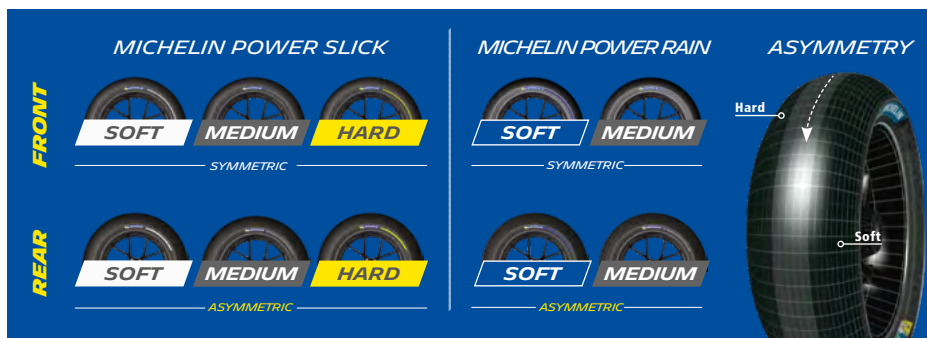 MICHELIN POWER SLICK
MICHELIN POWER RAIN
ASYMMETRY
FRONT
SOFT
MEDIUM
HARD
SYMMETRIC
SOFT
MEDIUM
SYMMETRIC
REAR
SOFT
MEDIUM
HARD
ASYMMETRIC
SOFT
MEDIUM
ASYMMETRIC
Hard
Soft